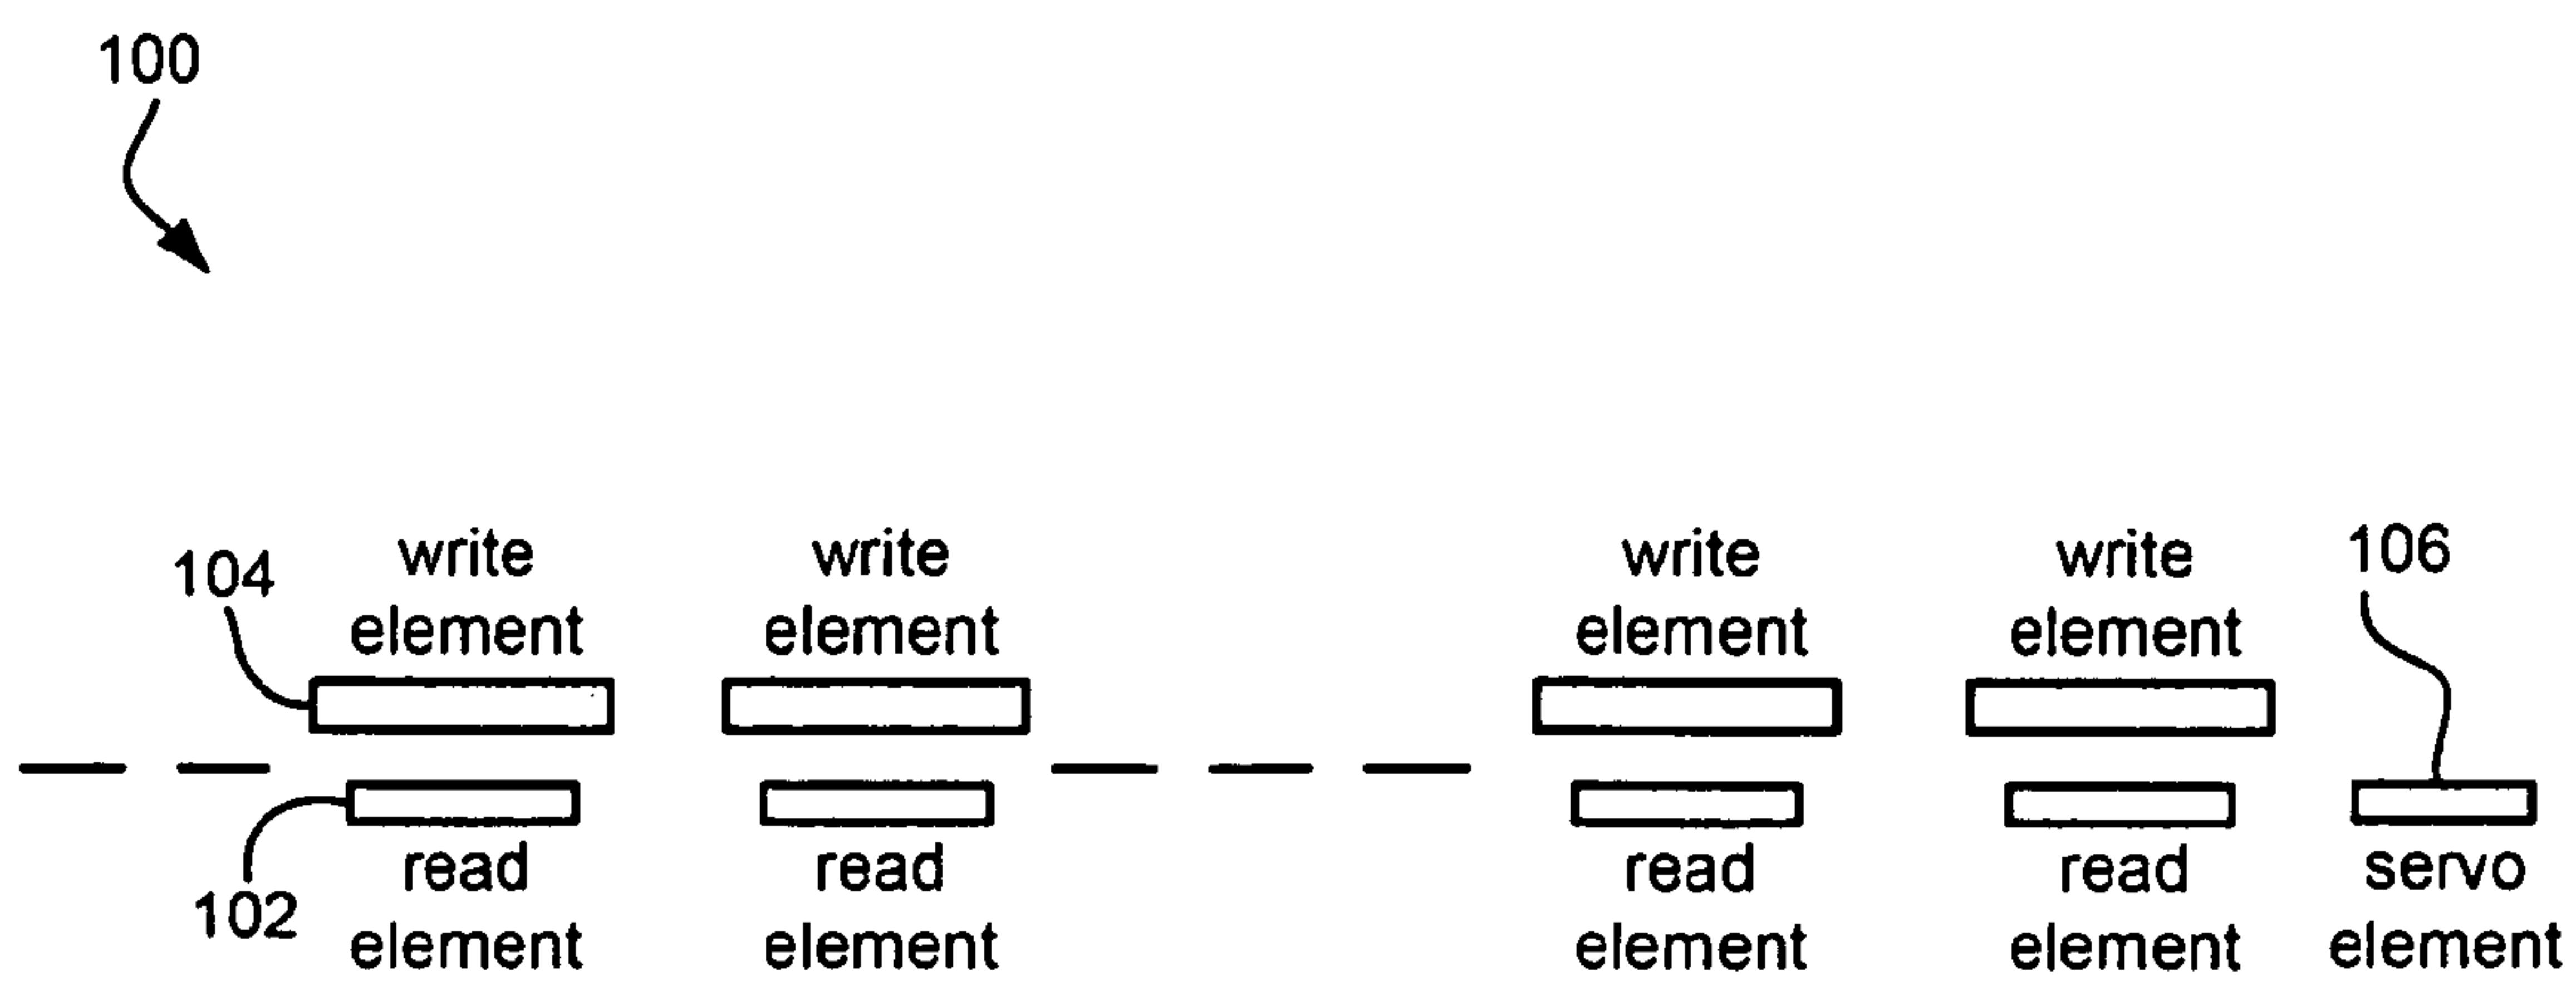 100
104
write
element
write
element
write
element
write
element
106
102
read
element
read
element
read
element
read
element
servo
element